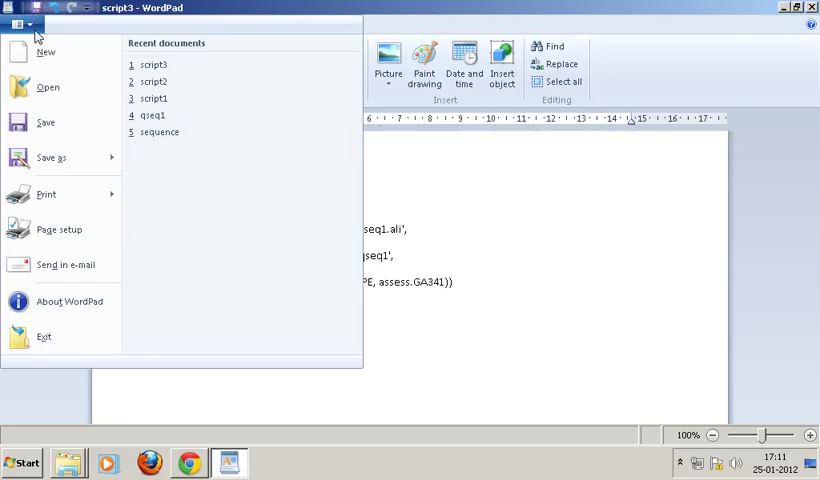 script3 - WordPad
New
Open
Save
Save as
Print
Page setup
Send in e-mail
About WordPad
Exit
Recent documents
1 script3
2 script2
3 script1
4 qseq1
5 sequence
Picture
Paint drawing
Date and time
Insert object
Insert
Find
Replace
Select all
Editing
6 7 8 9 10 11 12 13 14 15 16 17
seq1.ali',
qseq1',
PE, assess.GA341))
100%
Start
17:11
25-01-2012